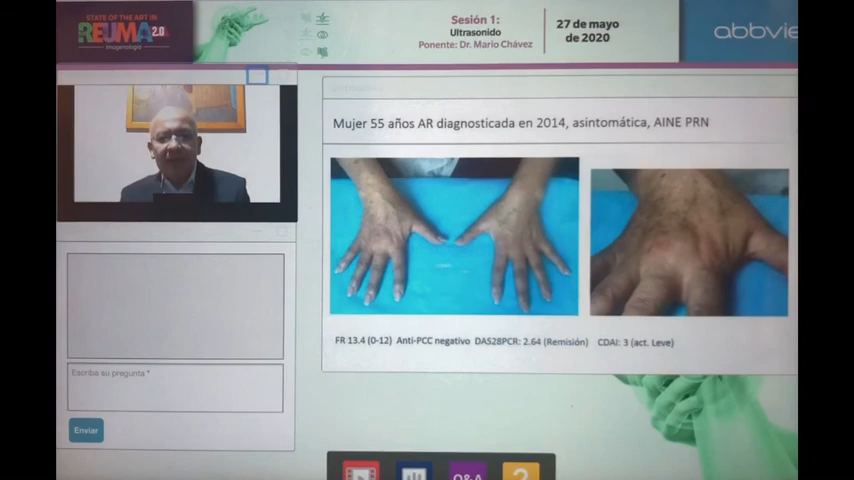 STATE OF THE ART IN
REUMA 2.0
imagenología
Sesión 1:
Ultrasonido
Ponente: Dr. Mario Chávez
27 de mayo
de 2020
abbvie
Mujer 55 años AR diagnosticada en 2014, asintomática, AINE PRN
FR 13.4 (0-12) Anti-PCC negativo DAS28PCR: 2.64 (Remisión) CDAI: 3 (act. Leve)
Escriba su pregunta *
Enviar
Q&A
?